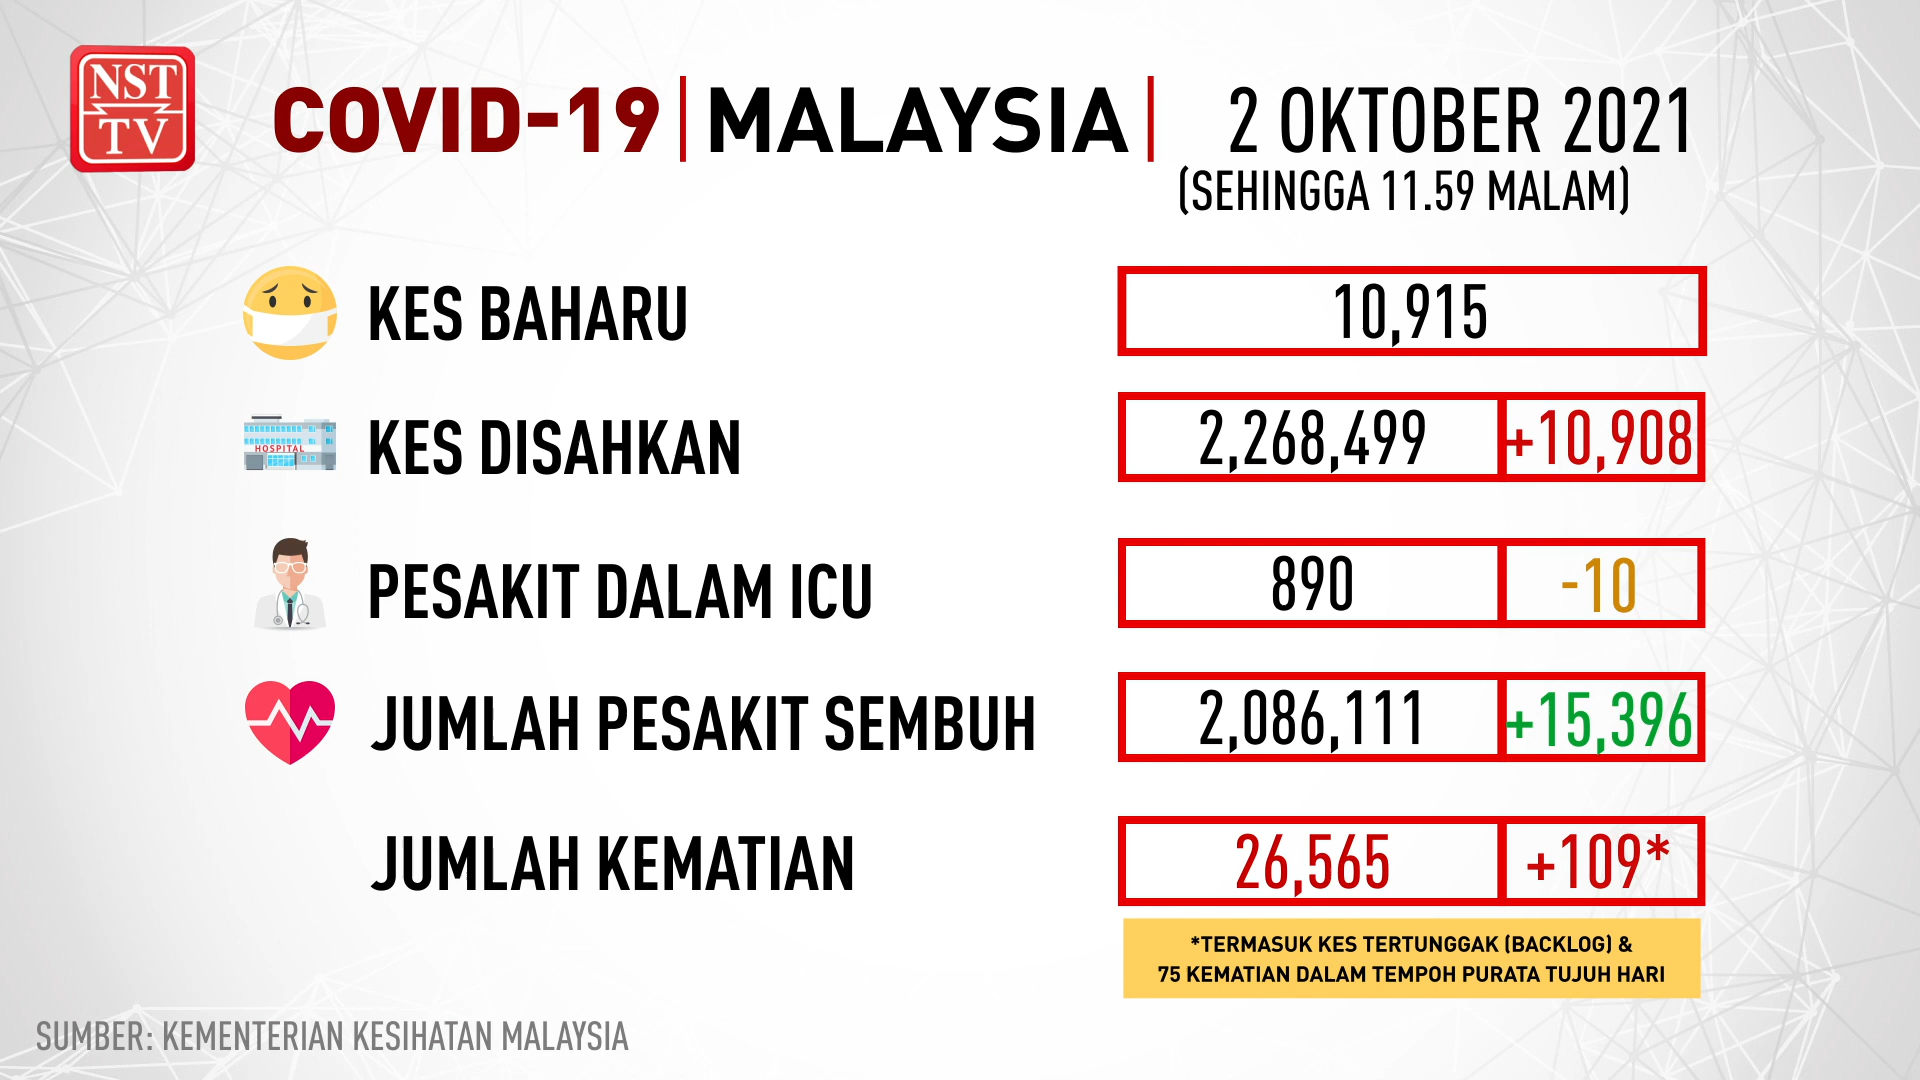 NST
TV
COVID-19 | MALAYSIA | 2 OKTOBER 2021
(SEHINGGA 11.59 MALAM)
KES BAHARU 10,915
HOSPITAL
KES DISAHKAN 2,268,499 +10,908
PESAKIT DALAM ICU 890 -10
JUMLAH PESAKIT SEMBUH 2,086,111 +15,396
JUMLAH KEMATIAN 26,565 +109*
*TERMASUK KES TERTUNGGAK (BACKLOG) &
75 KEMATIAN DALAM TEMPOH PURATA TUJUH HARI
SUMBER: KEMENTERIAN KESIHATAN MALAYSIA